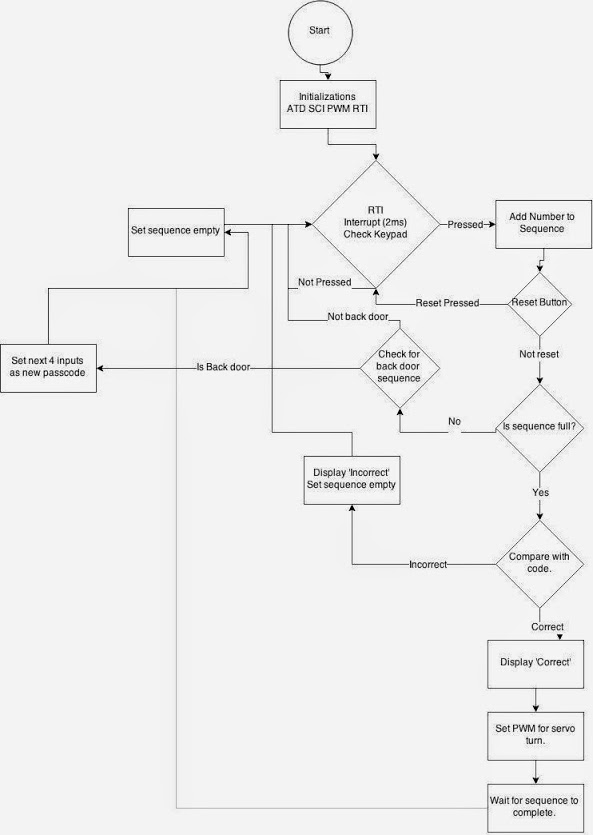 Start
Initializations
ATD SCI PWM RTI
RTI
Interrupt (2ms)
Check Keypad
Pressed
Add Number to
Sequence
Set sequence empty
Not Pressed
Reset Pressed
Reset Button
Not back door
Not reset
Check for
back door
sequence
Is Back door
Set next 4 inputs
as new passcode
No
Is sequence full?
Display 'Incorrect'
Set sequence empty
Yes
Incorrect
Compare with
code.
Correct
Display 'Correct'
Set PWM for servo
turn.
Wait for sequence to
complete.